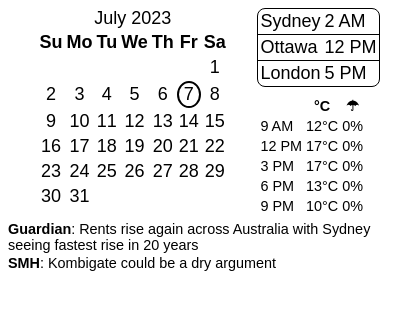 July 2023
Su Mo Tu We Th Fr Sa
1
2 3 4 5 6 7 8
9 10 11 12 13 14 15
16 17 18 19 20 21 22
23 24 25 26 27 28 29
30 31
Sydney 2 AM
Ottawa 12 PM
London 5 PM
°C ☂
9 AM 12°C 0%
12 PM 17°C 0%
3 PM 17°C 0%
6 PM 13°C 0%
9 PM 10°C 0%
Guardian: Rents rise again across Australia with Sydney
seeing fastest rise in 20 years
SMH: Kombigate could be a dry argument